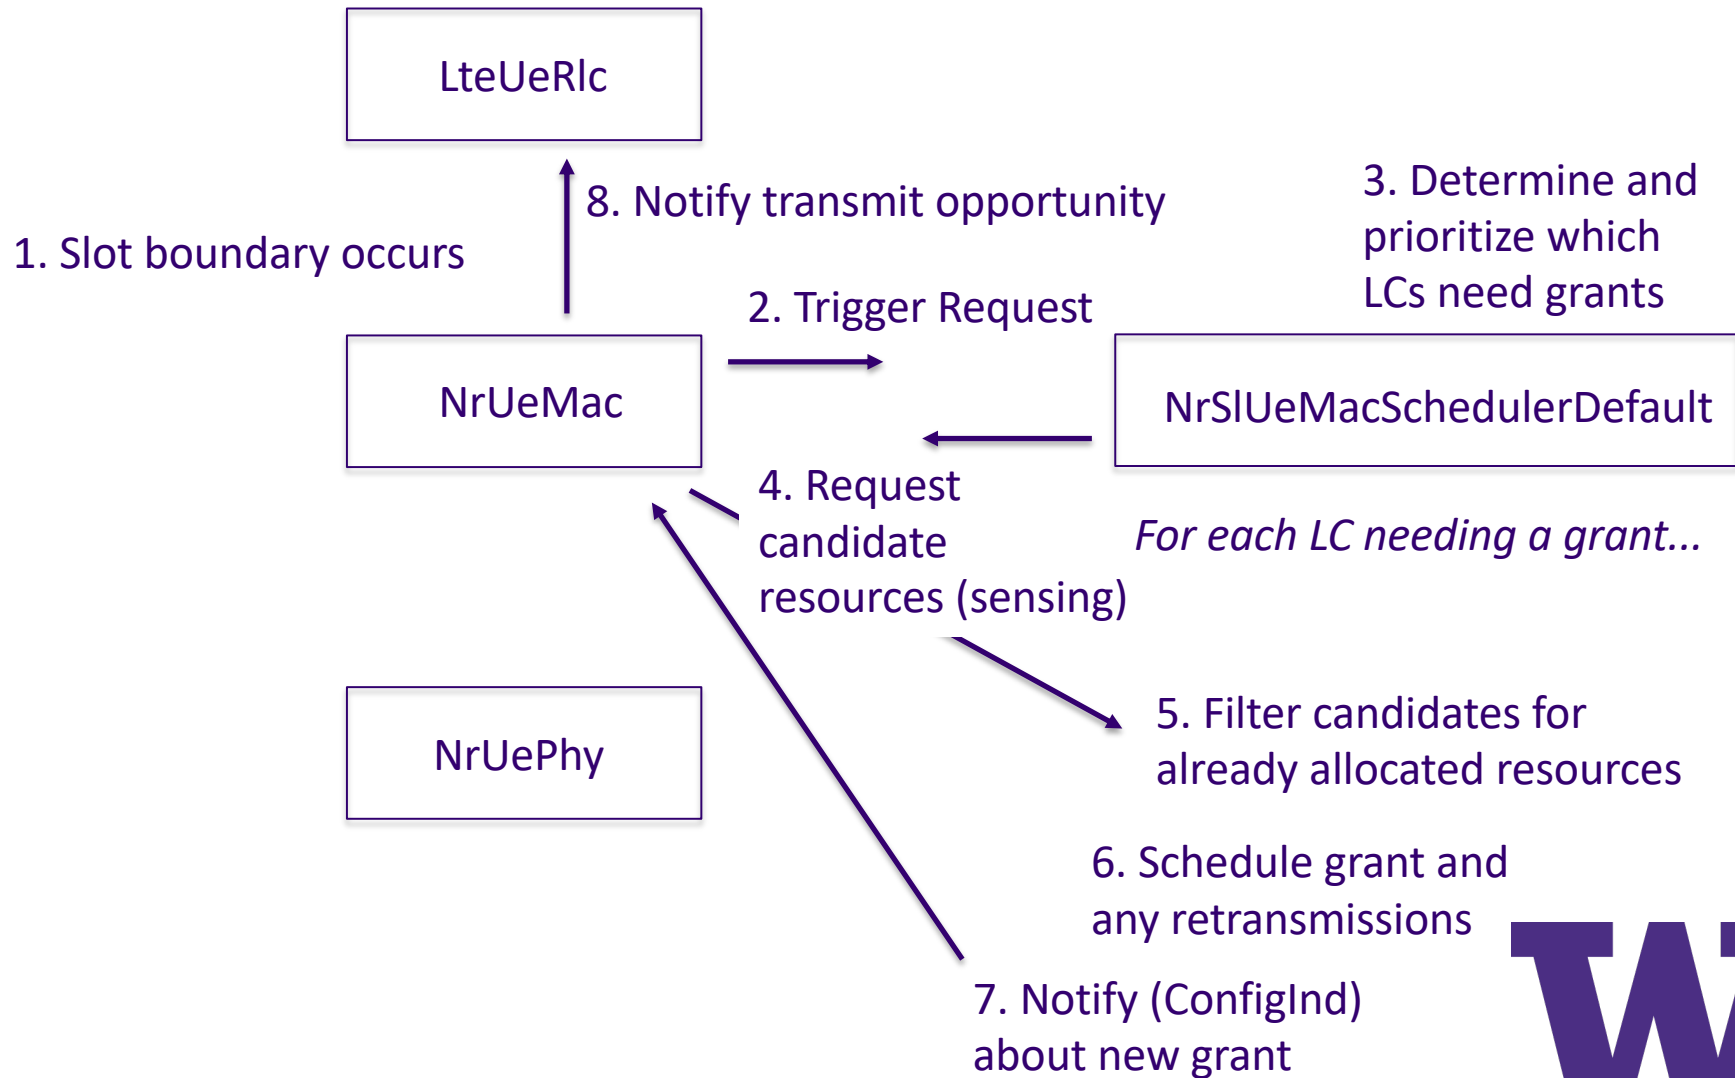 LteUeRlc
1. Slot boundary occurs
8. Notify transmit opportunity
2. Trigger Request
3. Determine and
prioritize which
LCs need grants
NrUeMac
NrSlUeMacSchedulerDefault
4. Request
candidate
resources (sensing)
For each LC needing a grant...
NrUePhy
5. Filter candidates for
already allocated resources
6. Schedule grant and
any retransmissions
7. Notify (ConfigInd)
about new grant
W